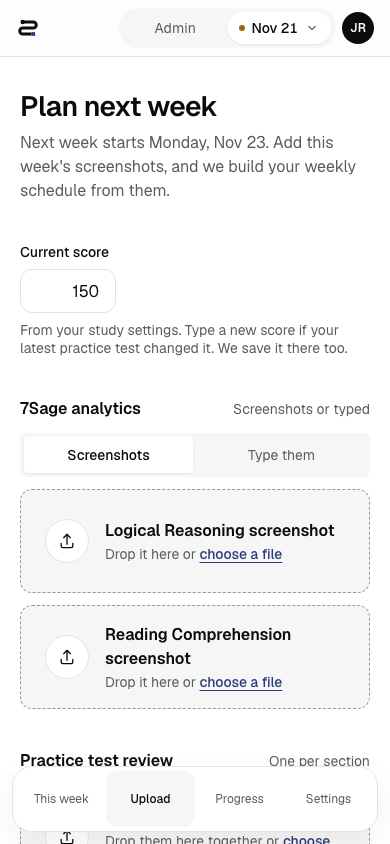 Admin
Nov 21
JR
Plan next week
Next week starts Monday, Nov 23. Add this
week's screenshots, and we build your weekly
schedule from them.
Current score
150
From your study settings. Type a new score if your
latest practice test changed it. We save it there too.
7Sage analytics
Screenshots or typed
Screenshots
Type them
Logical Reasoning screenshot
Drop it here or choose a file
Reading Comprehension
screenshot
Drop it here or choose a file
Practice test review
One per section
This week
Upload
Progress
Settings
Drop them here together or choose